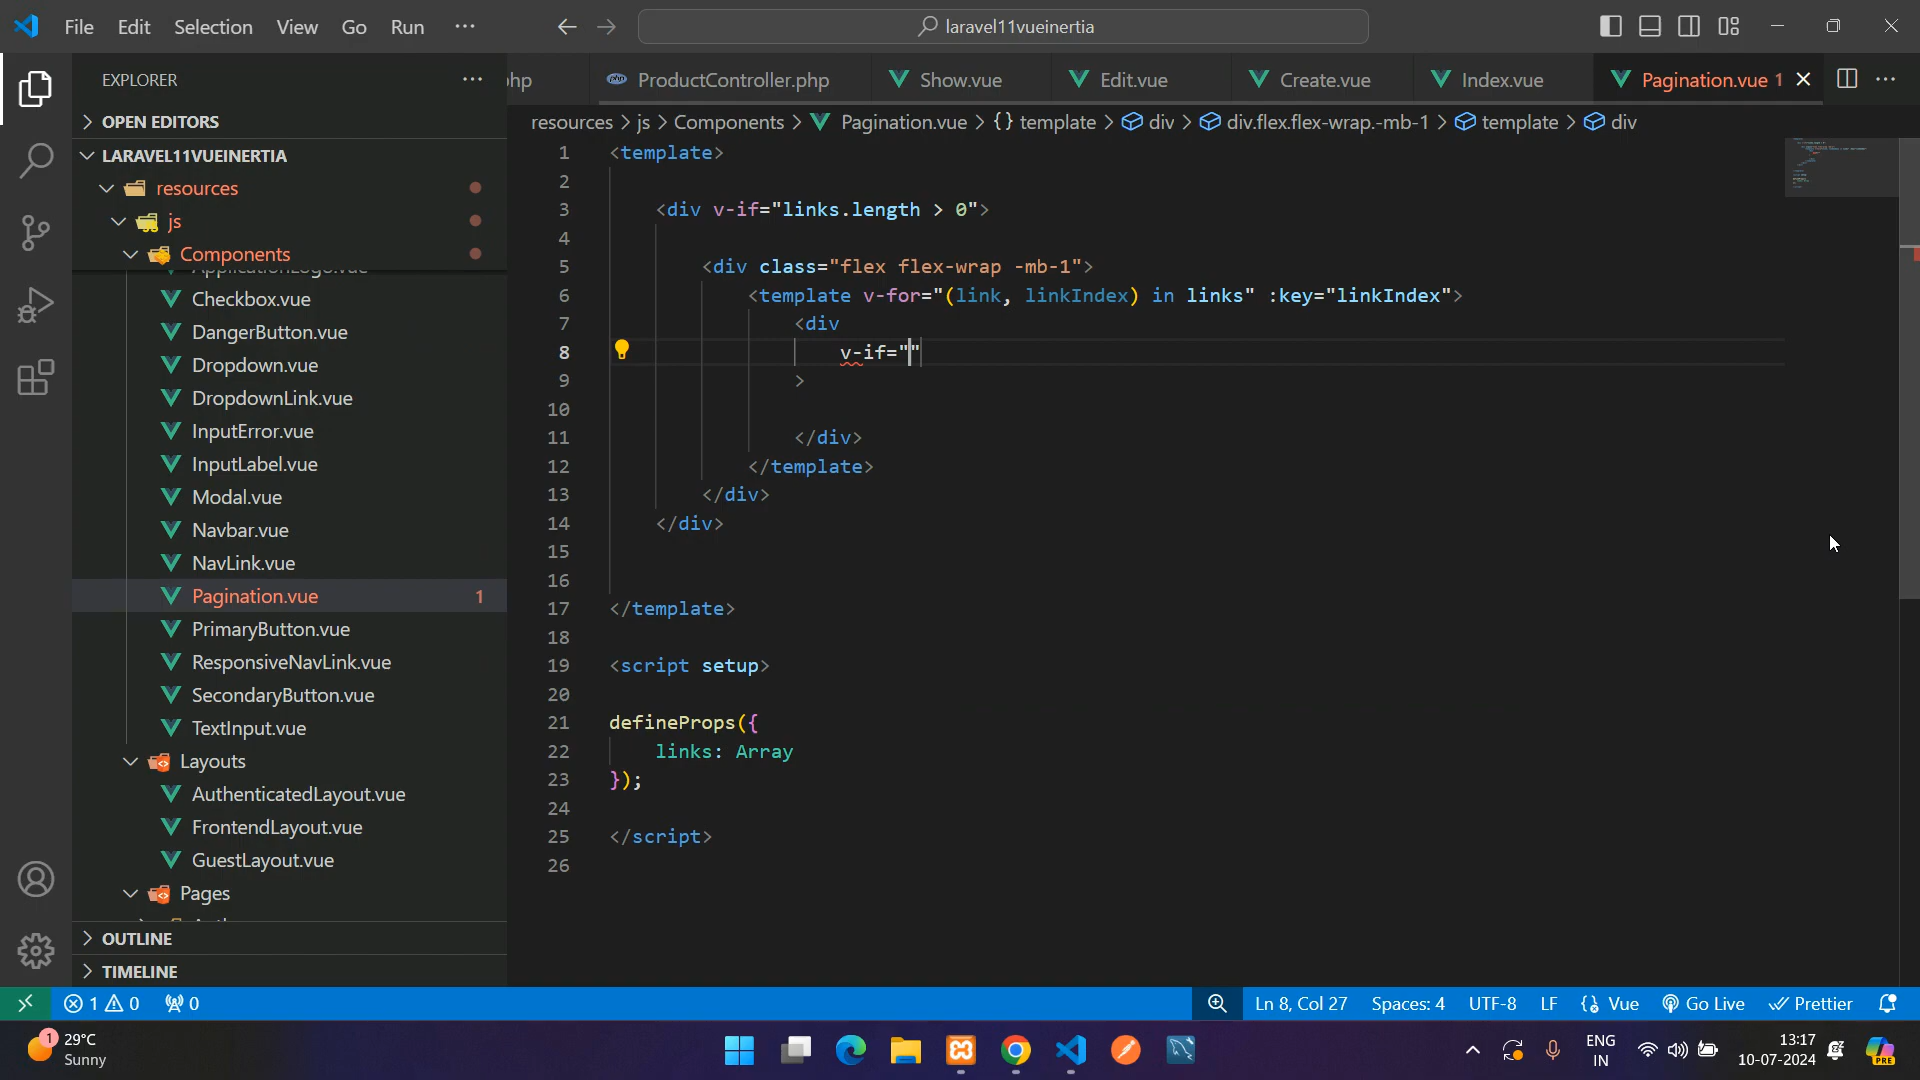 File Edit Selection View Go Run ···
laravel11vueinertia
EXPLORER
hp
ProductController.php
Show.vue
Edit.vue
Create.vue
Index.vue
Pagination.vue 1
resources > js > Components > Pagination.vue > {} template > div > div.flex.flex-wrap.-mb-1 > template > div
OPEN EDITORS
LARAVEL11VUEINERTIA
resources
js
Components
ApplicationLogo.vue
Checkbox.vue
DangerButton.vue
Dropdown.vue
DropdownLink.vue
InputError.vue
InputLabel.vue
Modal.vue
Navbar.vue
NavLink.vue
Pagination.vue 1
PrimaryButton.vue
ResponsiveNavLink.vue
SecondaryButton.vue
TextInput.vue
Layouts
AuthenticatedLayout.vue
FrontendLayout.vue
GuestLayout.vue
Pages
OUTLINE
TIMELINE
1 <template>
2
3 <div v-if="links.length > 0">
4
5 <div class="flex flex-wrap -mb-1">
6 <template v-for="(link, linkIndex) in links" :key="linkIndex">
7 <div
8 v-if=""
9 >
10
11 </div>
12 </template>
13 </div>
14 </div>
15
16
17 </template>
18
19 <script setup>
20
21 defineProps({
22 links: Array
23 });
24
25 </script>
26
1 0 0
Ln 8, Col 27 Spaces: 4 UTF-8 LF {} Vue Go Live Prettier
1
29°C
Sunny
ENG
IN
13:17
10-07-2024
PRE